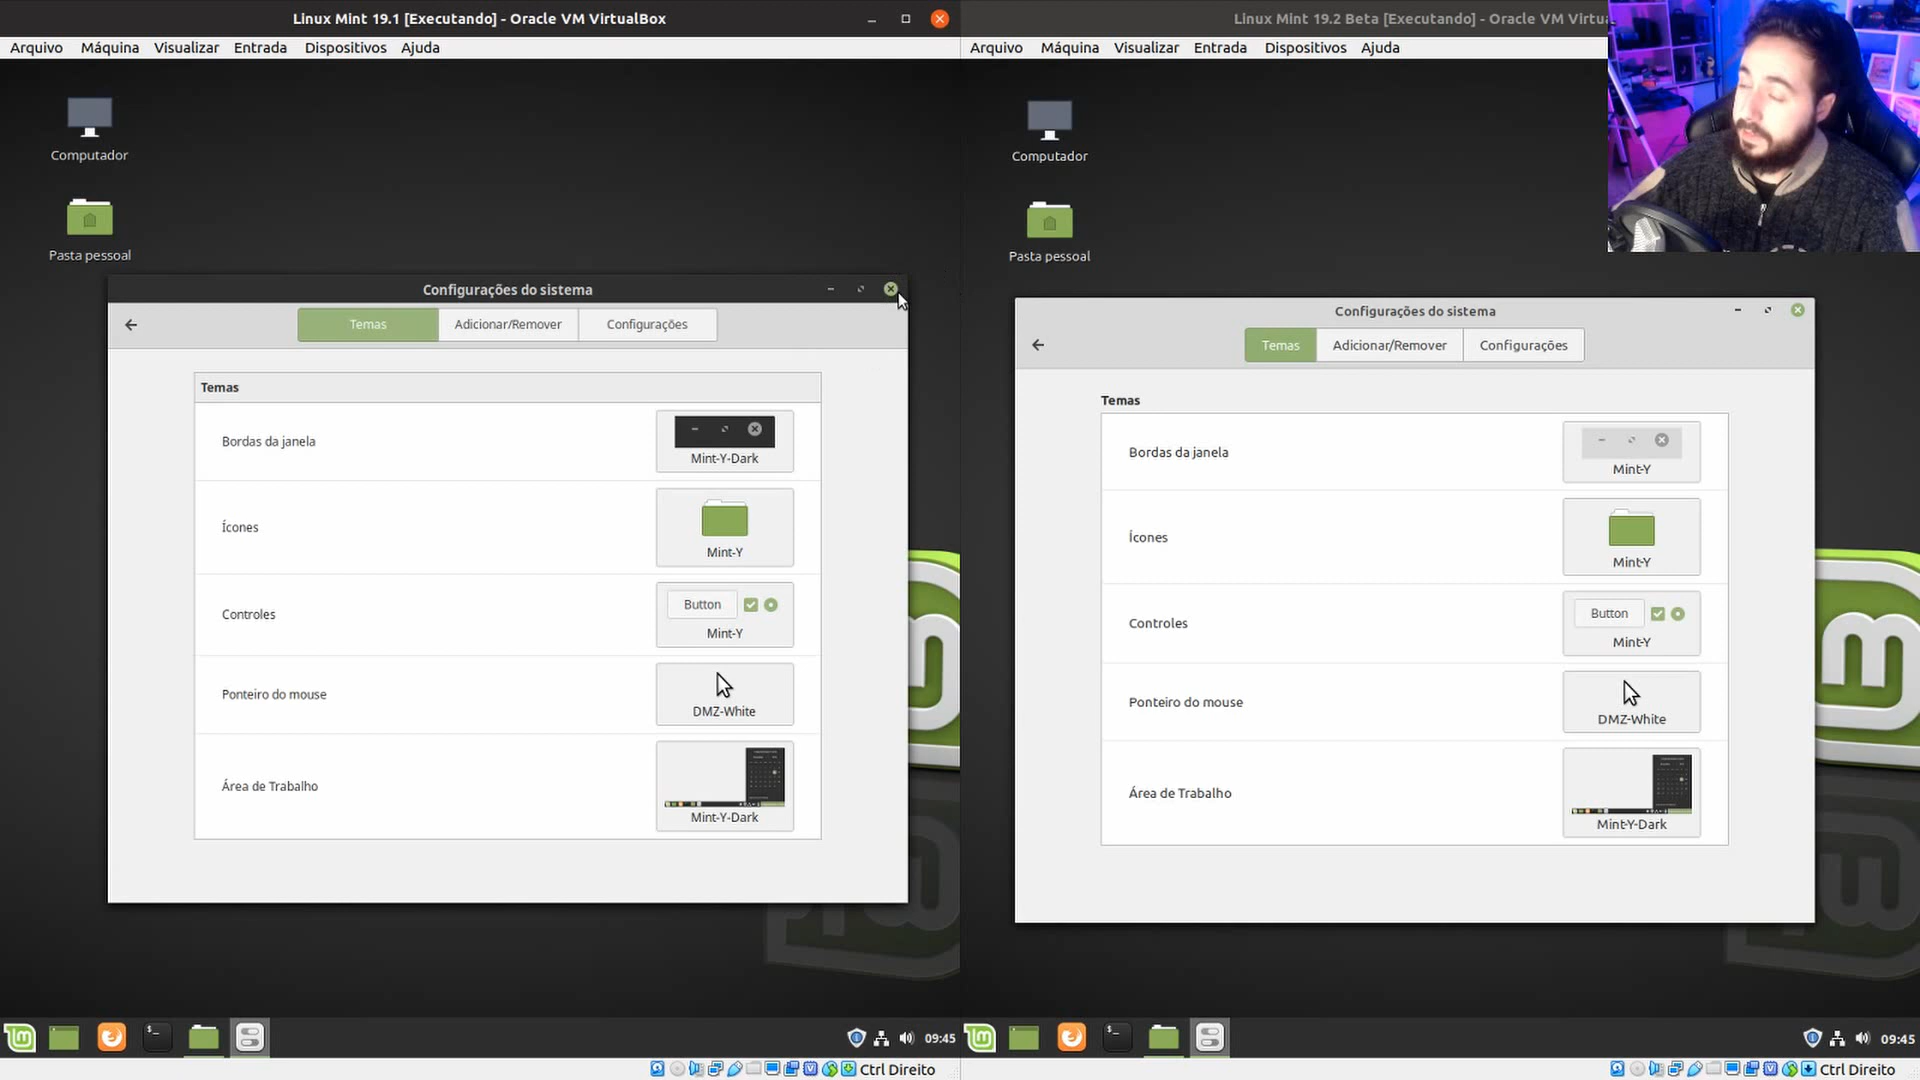 Linux Mint 19.1 [Executando] - Oracle VM VirtualBox
Arquivo Máquina Visualizar Entrada Dispositivos Ajuda
Computador
Pasta pessoal
Configurações do sistema
Temas Adicionar/Remover Configurações
Temas
Bordas da janela
Mint-Y-Dark
Ícones
Mint-Y
Controles
Button
Mint-Y
Ponteiro do mouse
DMZ-White
Área de Trabalho
Mint-Y-Dark
09:45
Ctrl Direito
Linux Mint 19.2 Beta [Executando] - Oracle VM Virtua
Arquivo Máquina Visualizar Entrada Dispositivos Ajuda
Computador
Pasta pessoal
Configurações do sistema
Temas Adicionar/Remover Configurações
Temas
Bordas da janela
Mint-Y
Ícones
Mint-Y
Controles
Button
Mint-Y
Ponteiro do mouse
DMZ-White
Área de Trabalho
Mint-Y-Dark
09:45
Ctrl Direito